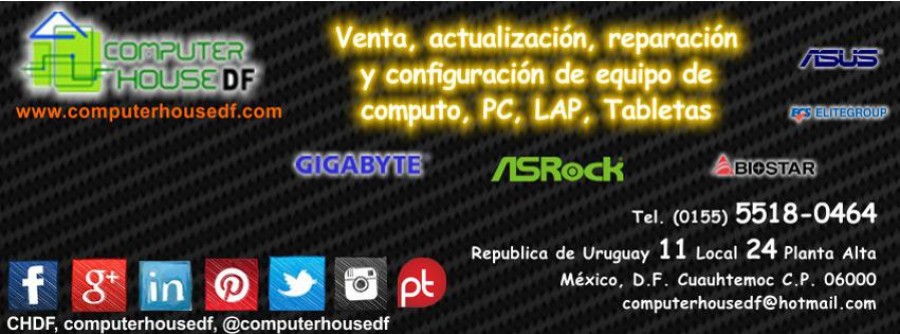 COMPUTER
HOUSE DF
www.computerhousedf.com
Venta, actualización, reparación
y configuración de equipo de
computo, PC, LAP, Tabletas
ASUS
ECS ELITEGROUP
GIGABYTE
ASRock
BIOSTAR
Tel. (0155) 5518-0464
Republica de Uruguay 11 Local 24 Planta Alta
México, D.F. Cuauhtemoc C.P. 06000
computerhousedf@hotmail.com
f g+ in p pt
CHDF, computerhousedf, @computerhousedf